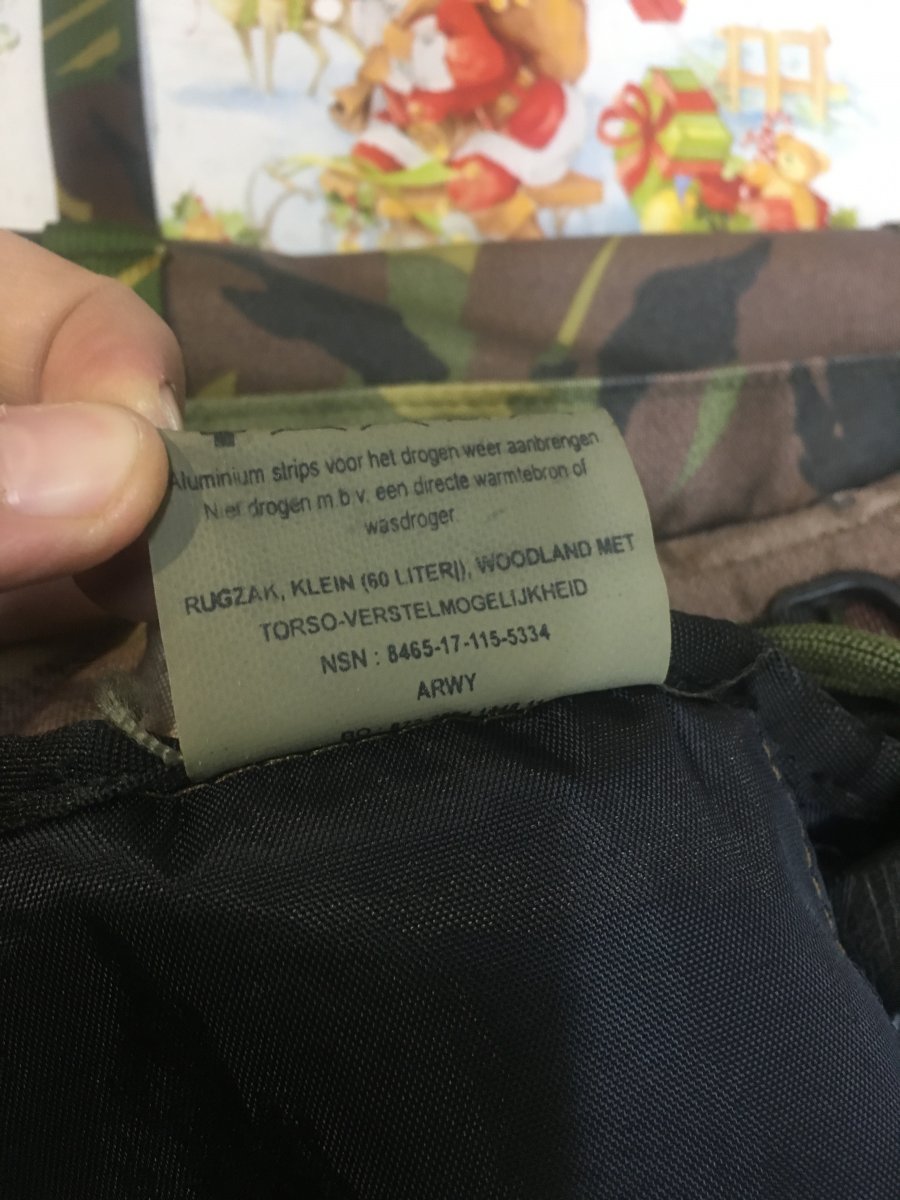 Aluminium strips voor het drogen weer aanbrengen
Niet drogen m.b.v. een directe warmtebron of
wasdroger.
RUGZAK, KLEIN (60 LITER|), WOODLAND MET
TORSO-VERSTELMOGELIJKHEID
NSN : 8465-17-115-5334
ARWY